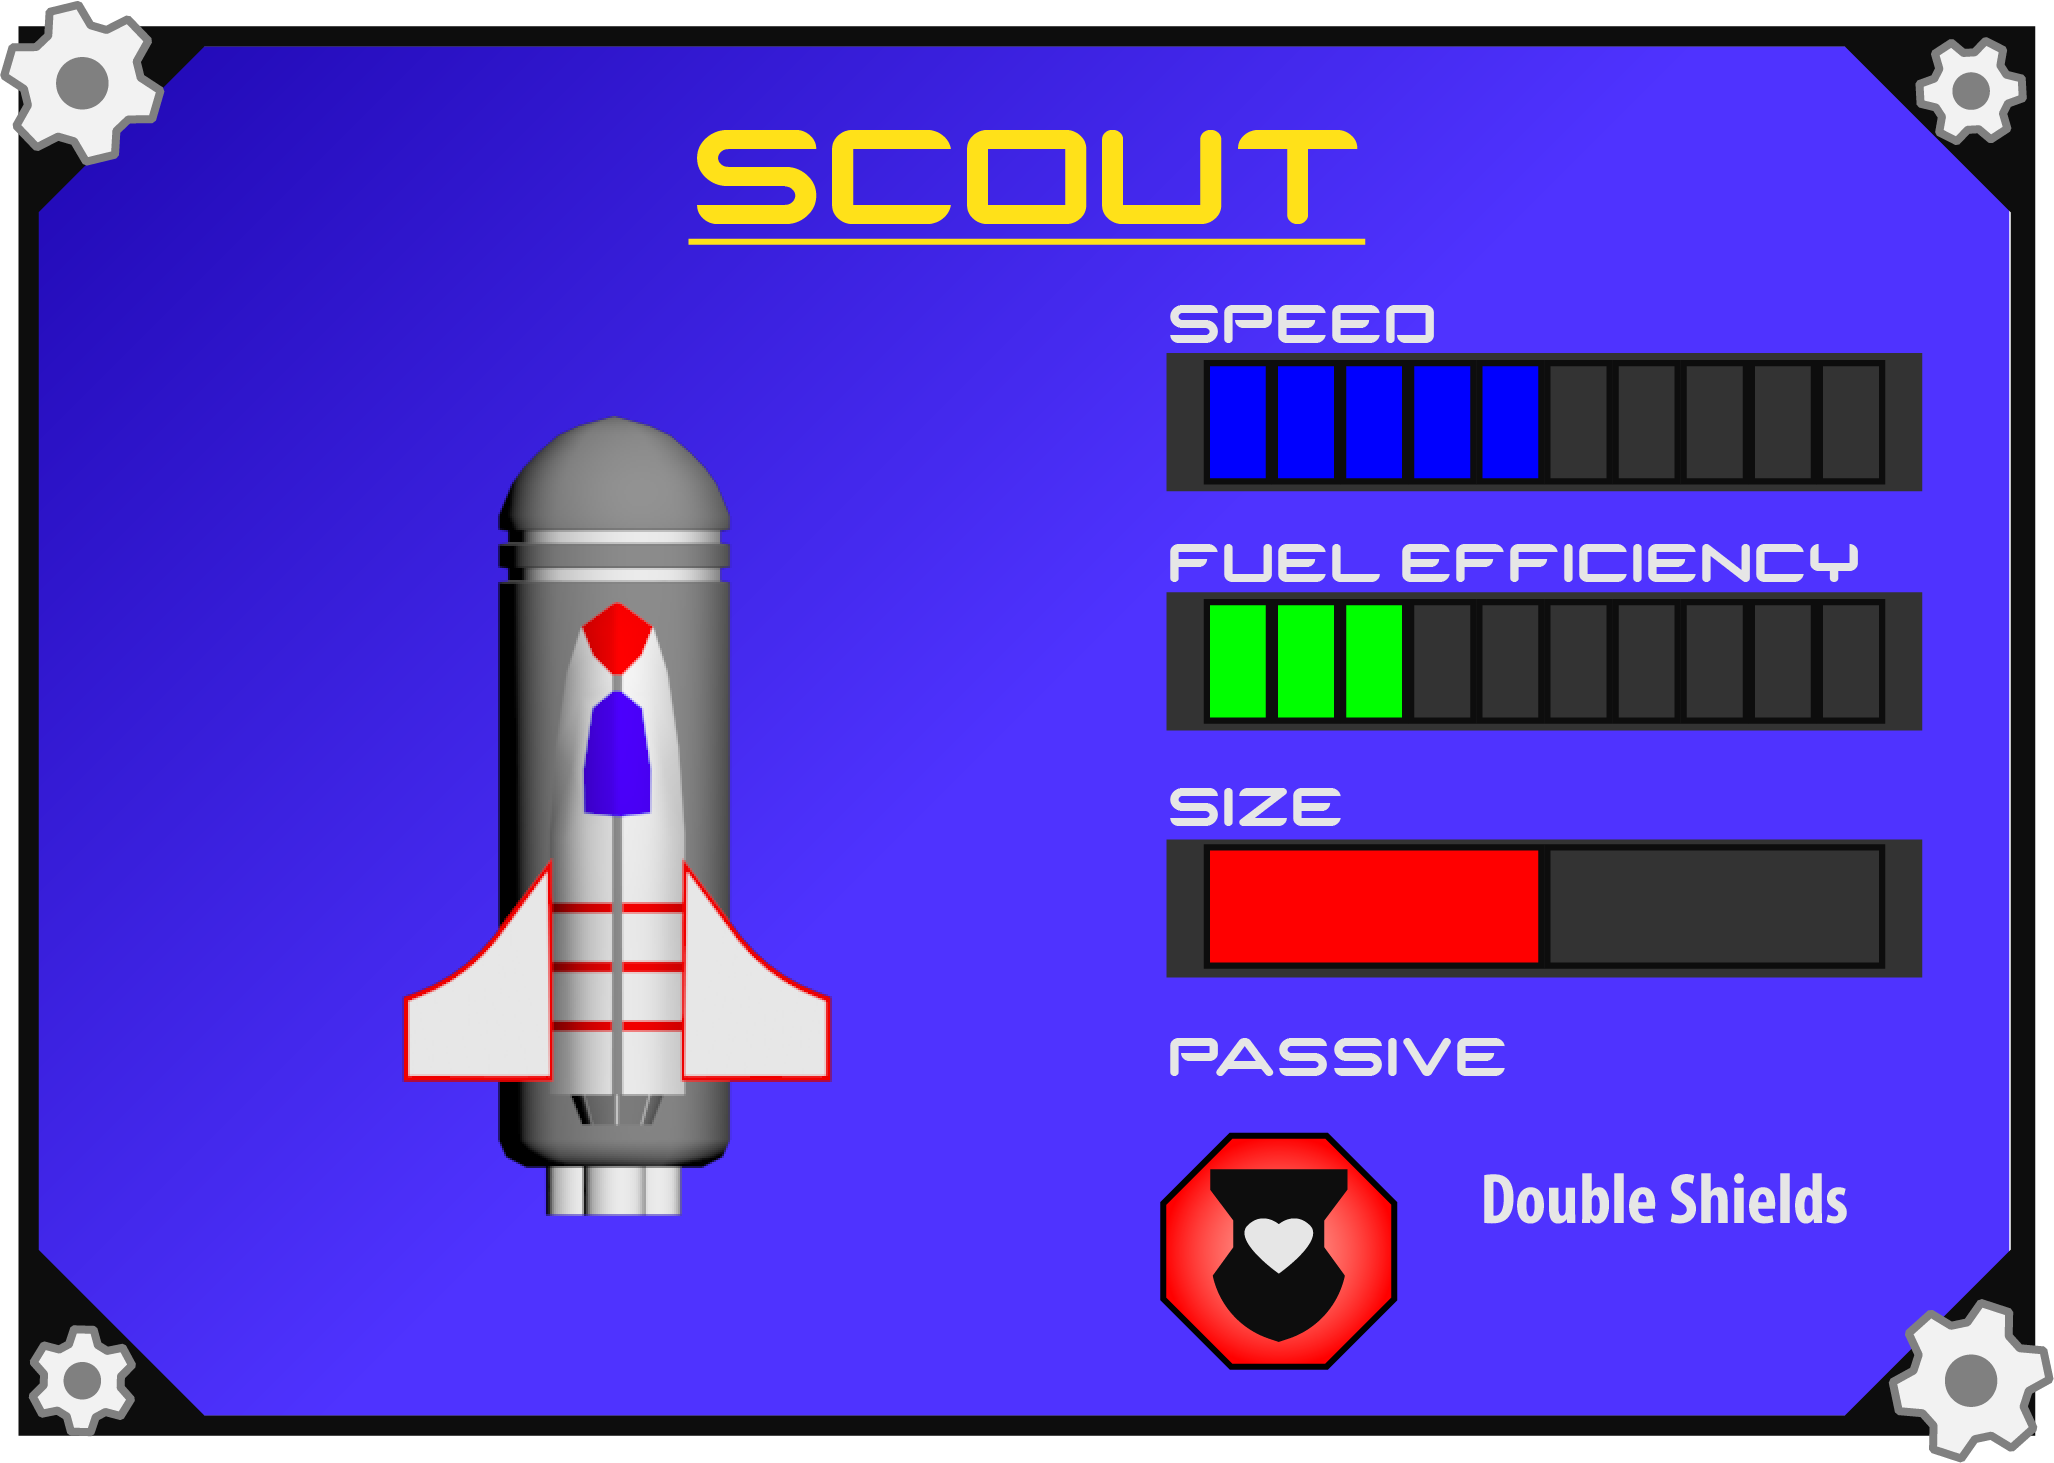 SCOUT
SPEED
FUEL EFFICIENCY
SIZE
PASSIVE
Double Shields